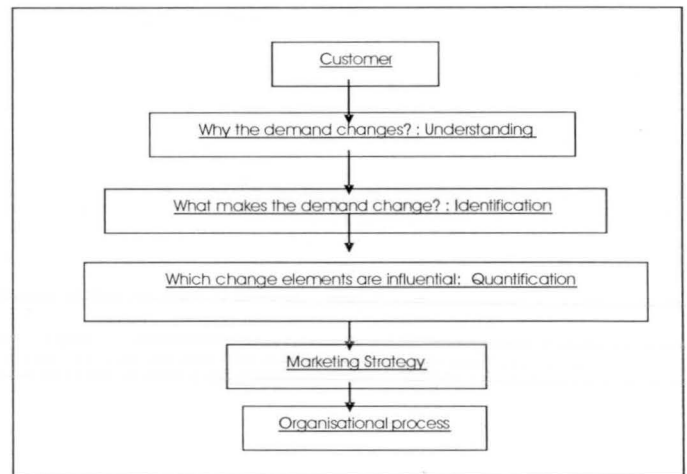 Customer
Why the demand changes? : Understanding
What makes the demand change? : Identification
Which change elements are influential: Quantification
Marketing Strategy
Organisational process